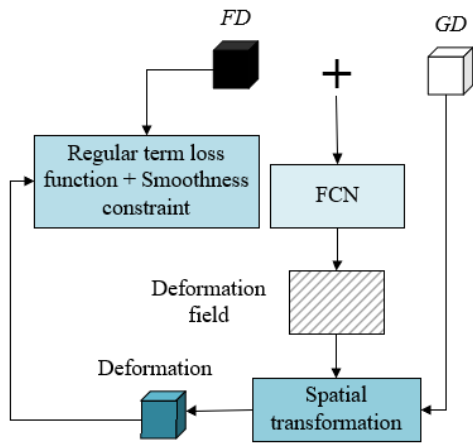 FD
GD
+
Regular term loss
function + Smoothness
constraint
FCN
Deformation
field
Deformation
Spatial
transformation